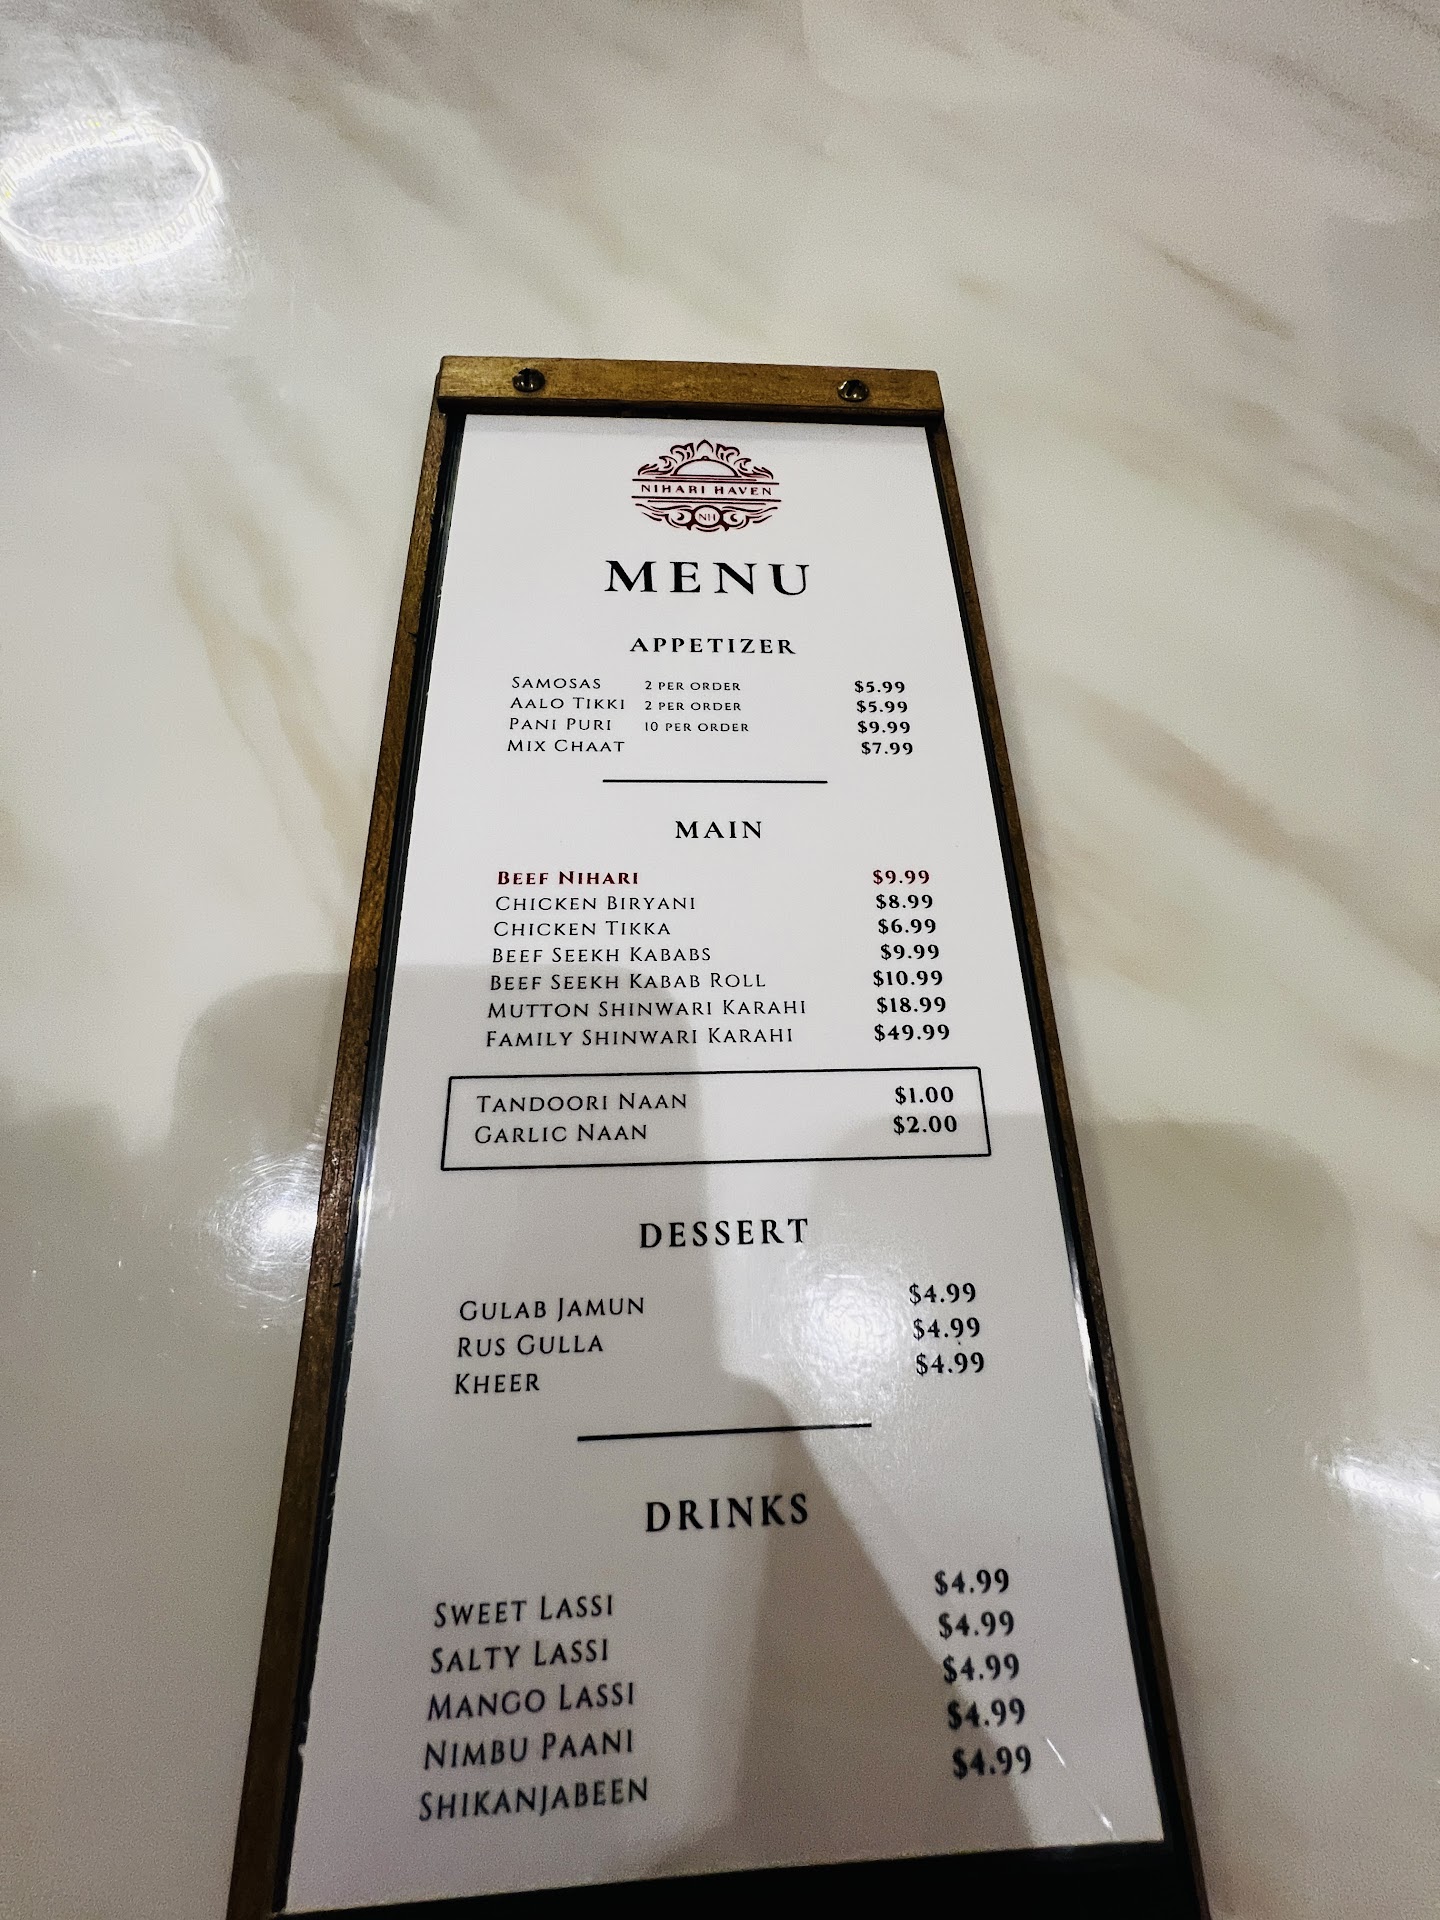 NIHARI HAVEN
NH
MENU
APPETIZER
SAMOSAS 2 PER ORDER $5.99
AALO TIKKI 2 PER ORDER $5.99
PANI PURI 10 PER ORDER $9.99
MIX CHAAT $7.99
MAIN
BEEF NIHARI $9.99
CHICKEN BIRYANI $8.99
CHICKEN TIKKA $6.99
BEEF SEEKH KABABS $9.99
BEEF SEEKH KABAB ROLL $10.99
MUTTON SHINWARI KARAHI $18.99
FAMILY SHINWARI KARAHI $49.99
TANDOORI NAAN $1.00
GARLIC NAAN $2.00
DESSERT
GULAB JAMUN $4.99
RUS GULLA $4.99
KHEER $4.99
DRINKS
SWEET LASSI $4.99
SALTY LASSI $4.99
MANGO LASSI $4.99
NIMBU PAANI $4.99
SHIKANJABEEN $4.99